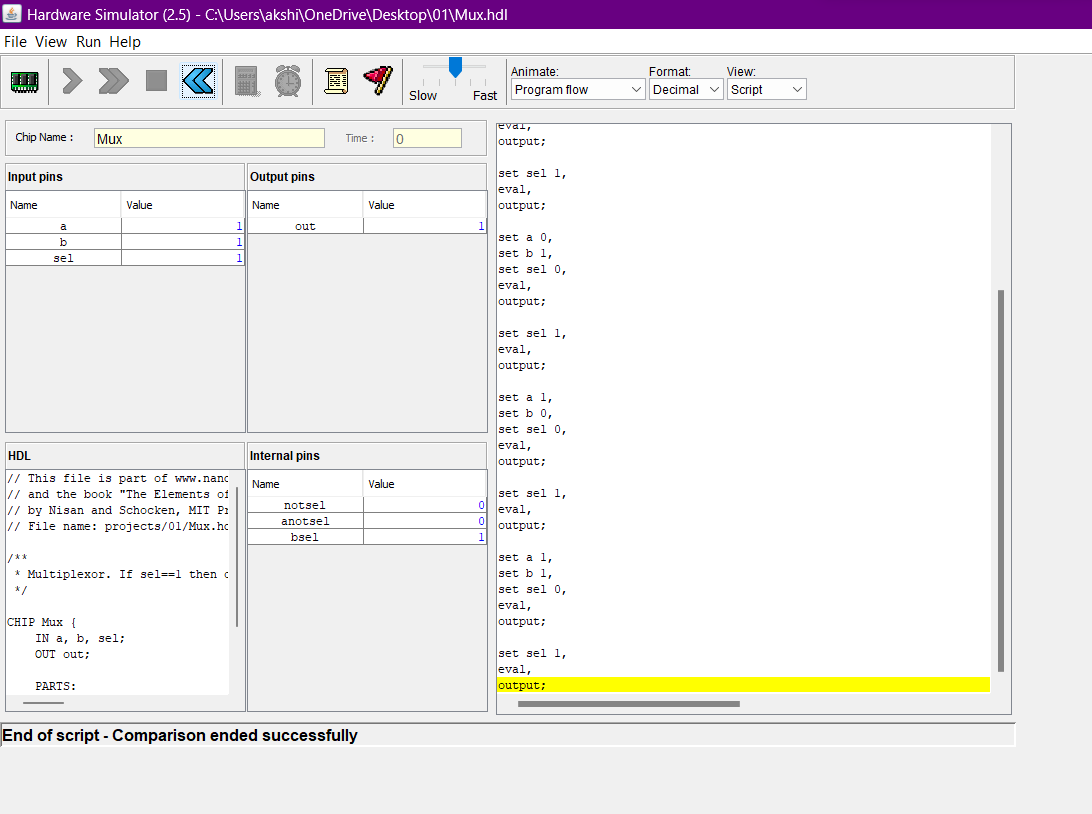 Hardware Simulator (2.5) - C:\Users\akshi\OneDrive\Desktop\01\Mux.hdl
File View Run Help
Slow Fast
Animate: Format: View:
Program flow Decimal Script
Chip Name : Mux Time : 0
Input pins
Name Value
a 1
b 1
sel 1
Output pins
Name Value
out 1
HDL
// This file is part of www.nand
// and the book "The Elements of
// by Nisan and Schocken, MIT Pr
// File name: projects/01/Mux.hd
/**
* Multiplexor. If sel==1 then o
*/
CHIP Mux {
IN a, b, sel;
OUT out;
PARTS:
Internal pins
Name Value
notsel 0
anotsel 0
bsel 1
eval,
output;
set sel 1,
eval,
output;
set a 0,
set b 1,
set sel 0,
eval,
output;
set sel 1,
eval,
output;
set a 1,
set b 0,
set sel 0,
eval,
output;
set sel 1,
eval,
output;
set a 1,
set b 1,
set sel 0,
eval,
output;
set sel 1,
eval,
output;
End of script - Comparison ended successfully